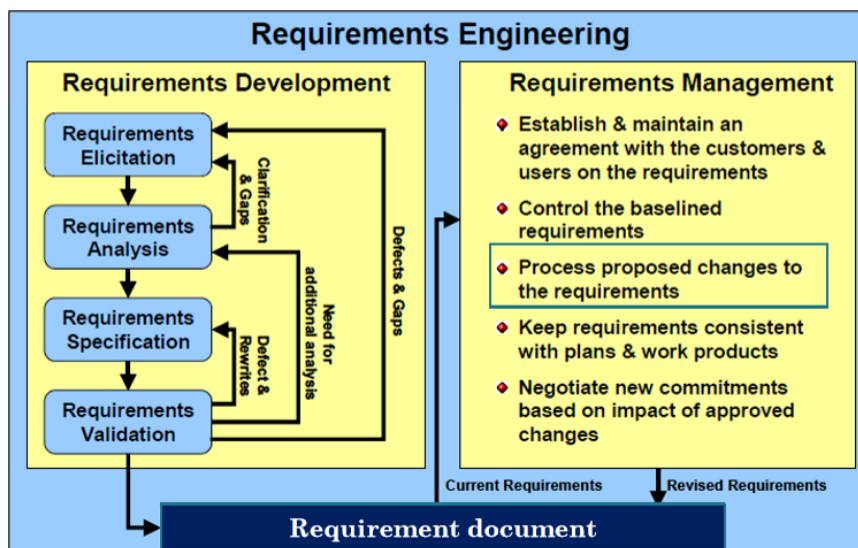 Requirements Engineering
Requirements Development
Requirements
Elicitation
Clarification
& Gaps
Requirements
Analysis
Defects & Gaps
Need for
additional analysis
Requirements
Specification
Defect &
Rewrites
Requirements
Validation
Requirements Management
Establish & maintain an
agreement with the customers &
users on the requirements
Control the baselined
requirements
Process proposed changes to
the requirements
Keep requirements consistent
with plans & work products
Negotiate new commitments
based on impact of approved
changes
Current Requirements
Revised Requirements
Requirement document